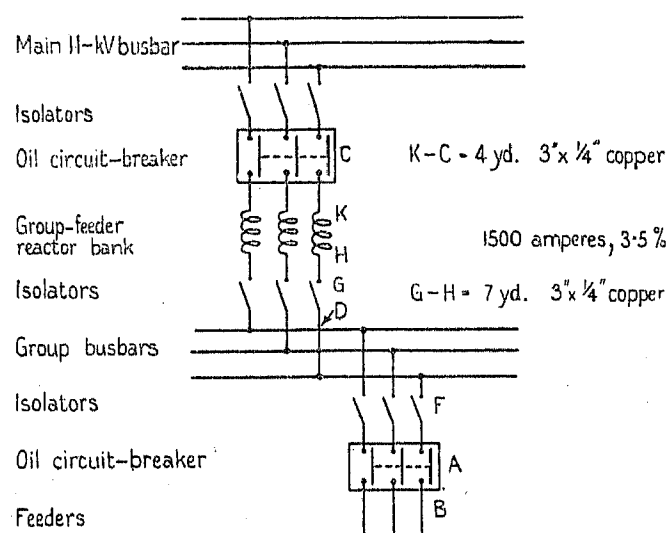 Main 11-kV busbar
Isolators
Oil circuit-breaker
C
K-C = 4 yd. 3"x 1/4" copper
Group-feeder
reactor bank
K
H
1500 amperes, 3·5 %
Isolators
G
G-H = 7 yd. 3"x 1/4" copper
D
Group busbars
Isolators
F
Oil circuit-breaker
A
B
Feeders